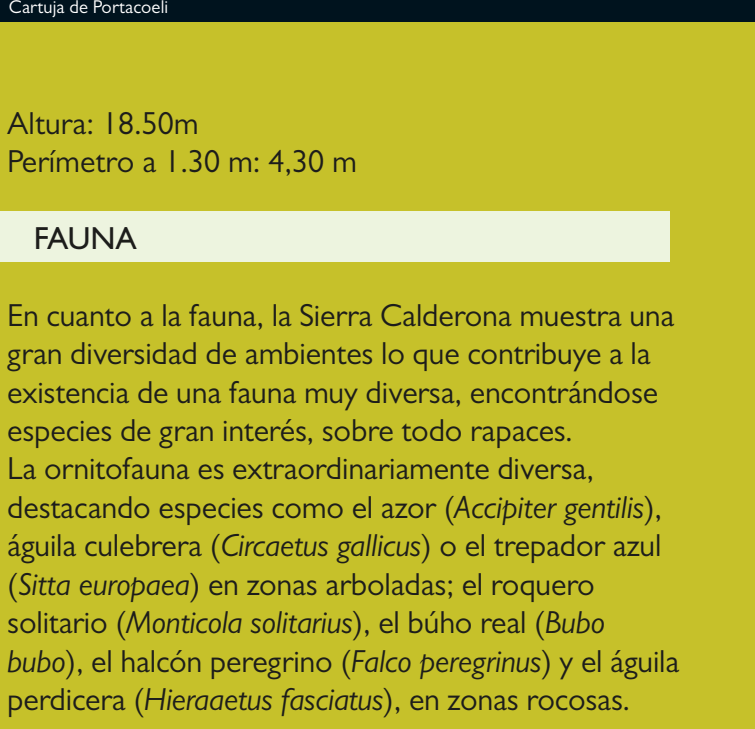 Cartuja de Portacoeli
Altura: 18.50m
Perímetro a 1.30 m: 4,30 m
FAUNA
En cuanto a la fauna, la Sierra Calderona muestra una
gran diversidad de ambientes lo que contribuye a la
existencia de una fauna muy diversa, encontrándose
especies de gran interés, sobre todo rapaces.
La ornitofauna es extraordinariamente diversa,
destacando especies como el azor (Accipiter gentilis),
águila culebrera (Circaetus gallicus) o el trepador azul
(Sitta europaea) en zonas arboladas; el roquero
solitario (Monticola solitarius), el búho real (Bubo
bubo), el halcón peregrino (Falco peregrinus) y el águila
perdicera (Hieraaetus fasciatus), en zonas rocosas.